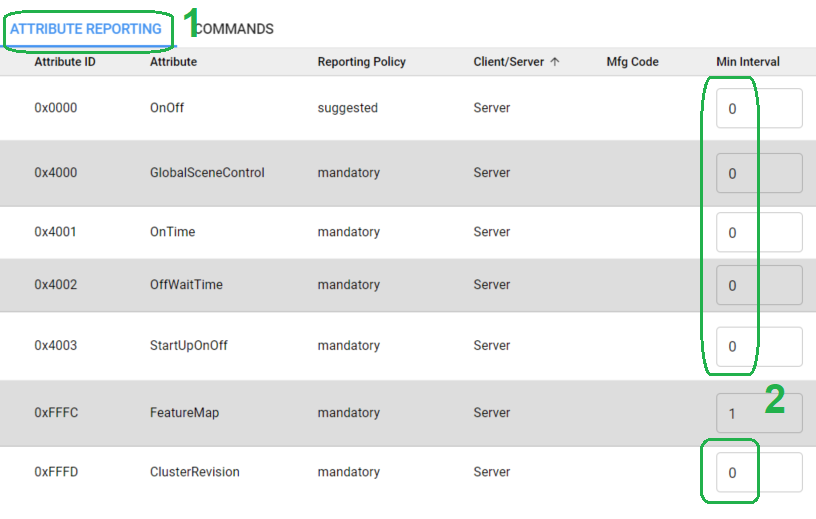 ATTRIBUTE REPORTING 1 COMMANDS
Attribute ID Attribute Reporting Policy Client/Server ↑ Mfg Code Min Interval
0x0000 OnOff suggested Server 0
0x4000 GlobalSceneControl mandatory Server 0
0x4001 OnTime mandatory Server 0
0x4002 OffWaitTime mandatory Server 0
0x4003 StartUpOnOff mandatory Server 0
2
0xFFFC FeatureMap mandatory Server 1
0xFFFD ClusterRevision mandatory Server 0